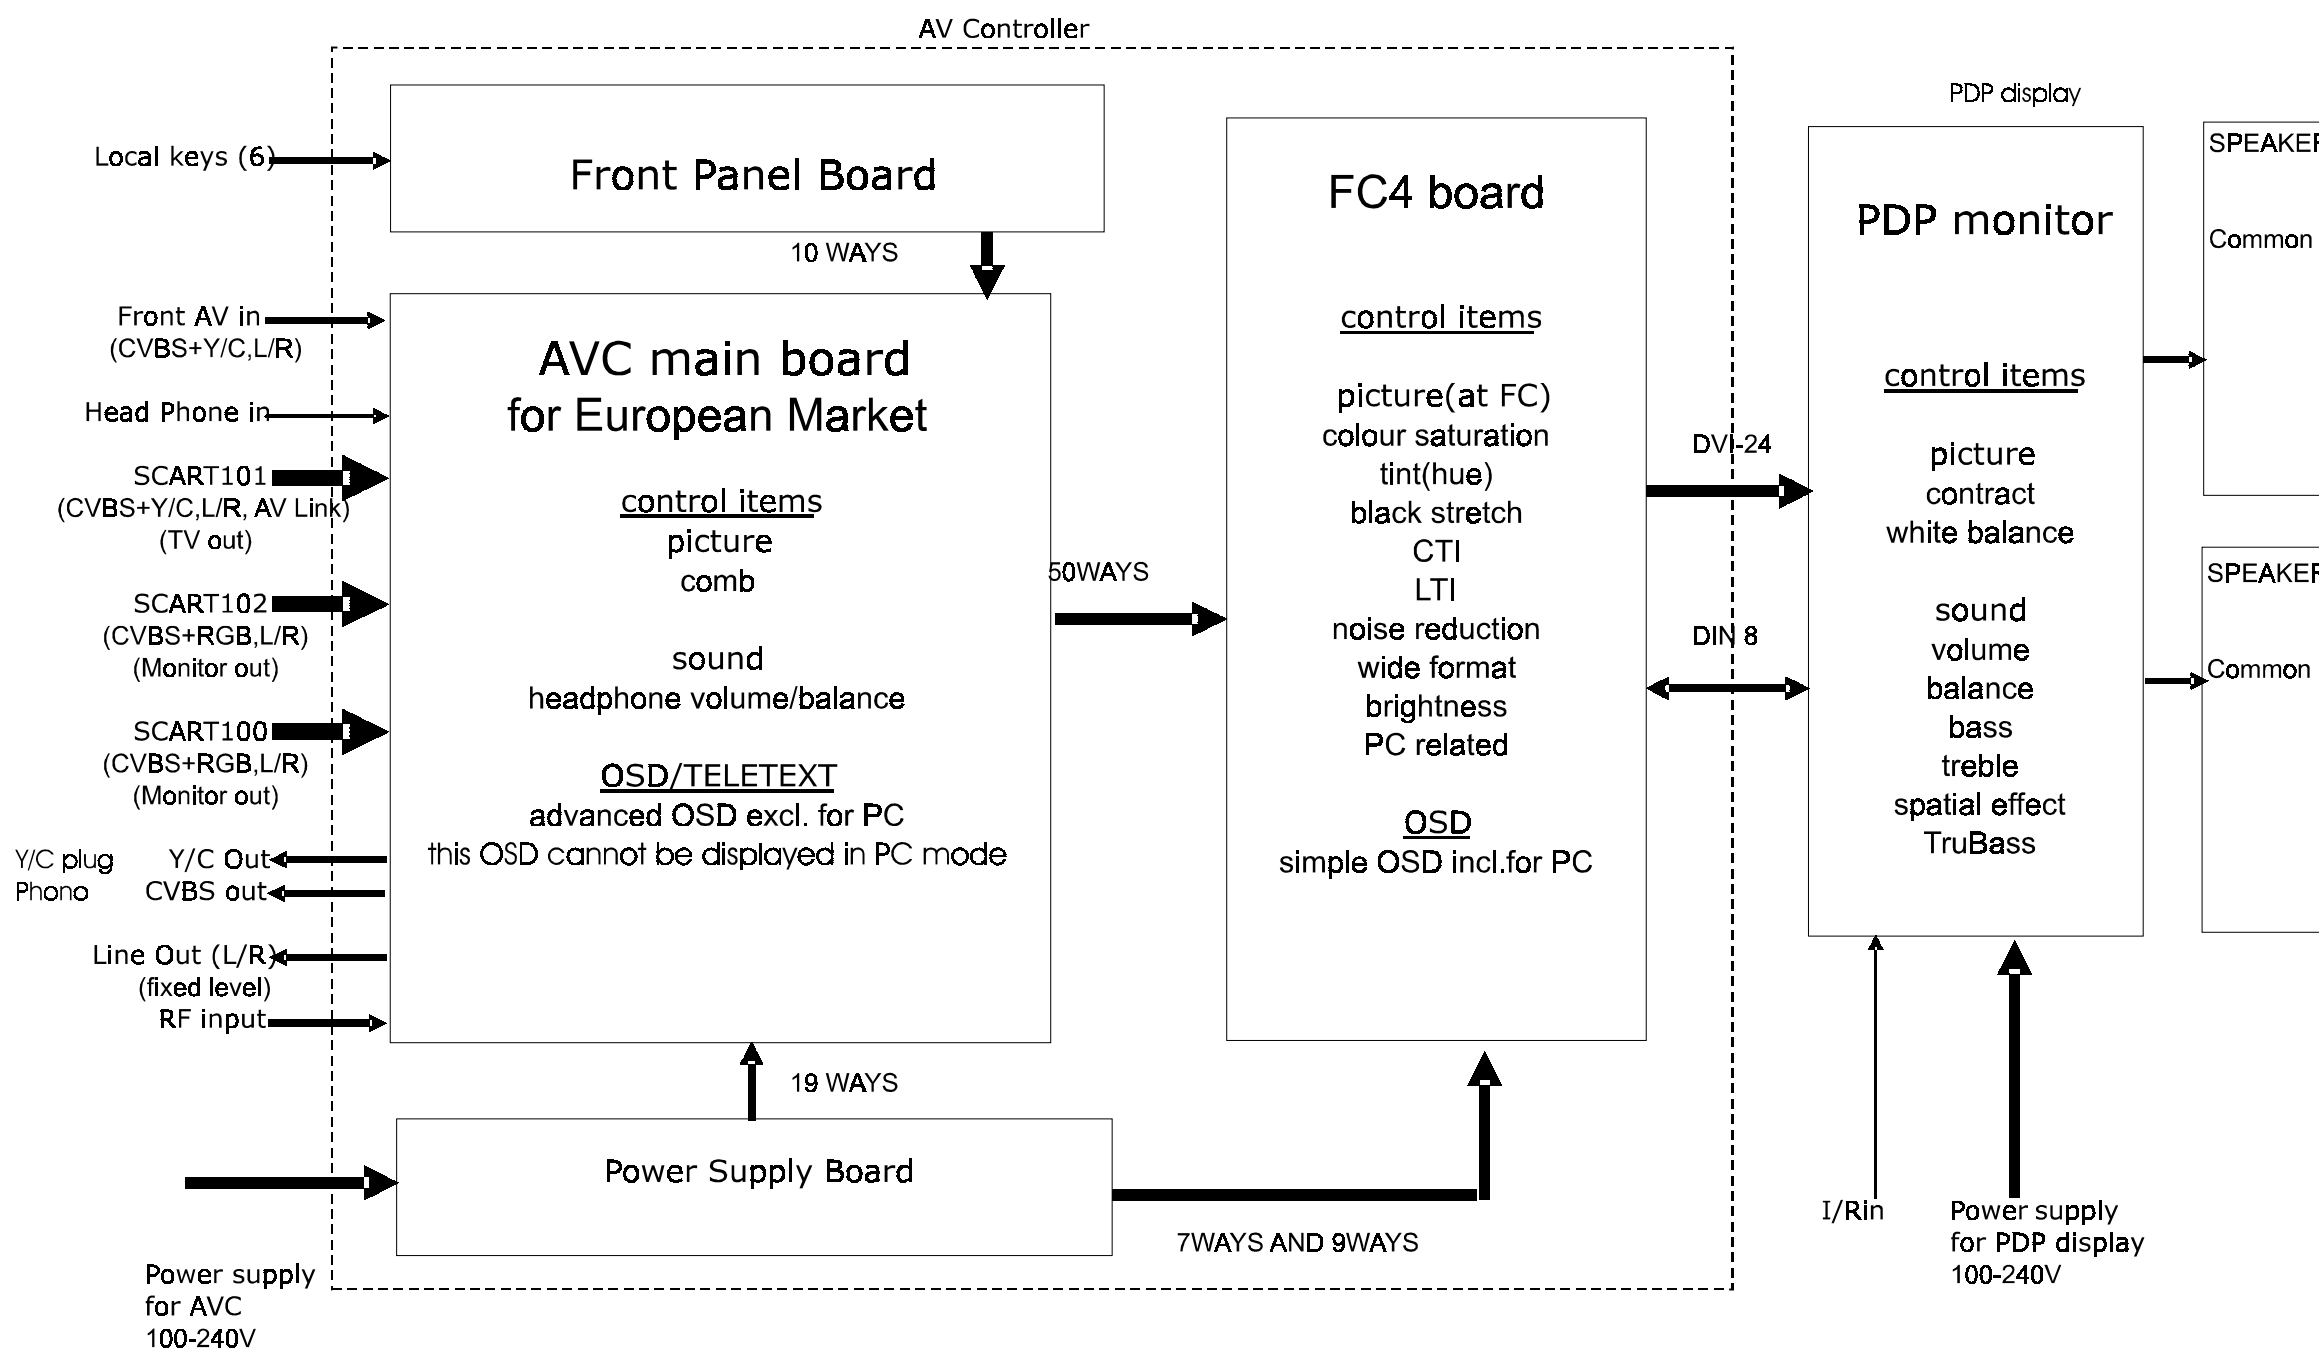 AV Controller
Local keys (6)
Front Panel Board
10 WAYS
Front AV in
(CVBS+Y/C,L/R)
Head Phone in
SCART101
(CVBS+Y/C,L/R, AV Link)
(TV out)
SCART102
(CVBS+RGB,L/R)
(Monitor out)
SCART100
(CVBS+RGB,L/R)
(Monitor out)
Y/C plug
Y/C Out
Phono
CVBS out
Line Out (L/R)
(fixed level)
RF input
AVC main board
for European Market
control items
picture
comb
sound
headphone volume/balance
OSD/TELETEXT
advanced OSD excl. for PC
this OSD cannot be displayed in PC mode
50WAYS
19 WAYS
Power Supply Board
7WAYS AND 9WAYS
Power supply
for AVC
100-240V
FC4 board
control items
picture(at FC)
colour saturation
tint(hue)
black stretch
CTI
LTI
noise reduction
wide format
brightness
PC related
OSD
simple OSD incl.for PC
DVI-24
DIN 8
PDP display
PDP monitor
control items
picture
contract
white balance
sound
volume
balance
bass
treble
spatial effect
TruBass
I/Rin
Power supply
for PDP display
100-240V
SPEAKER
Common
SPEAKER
Common